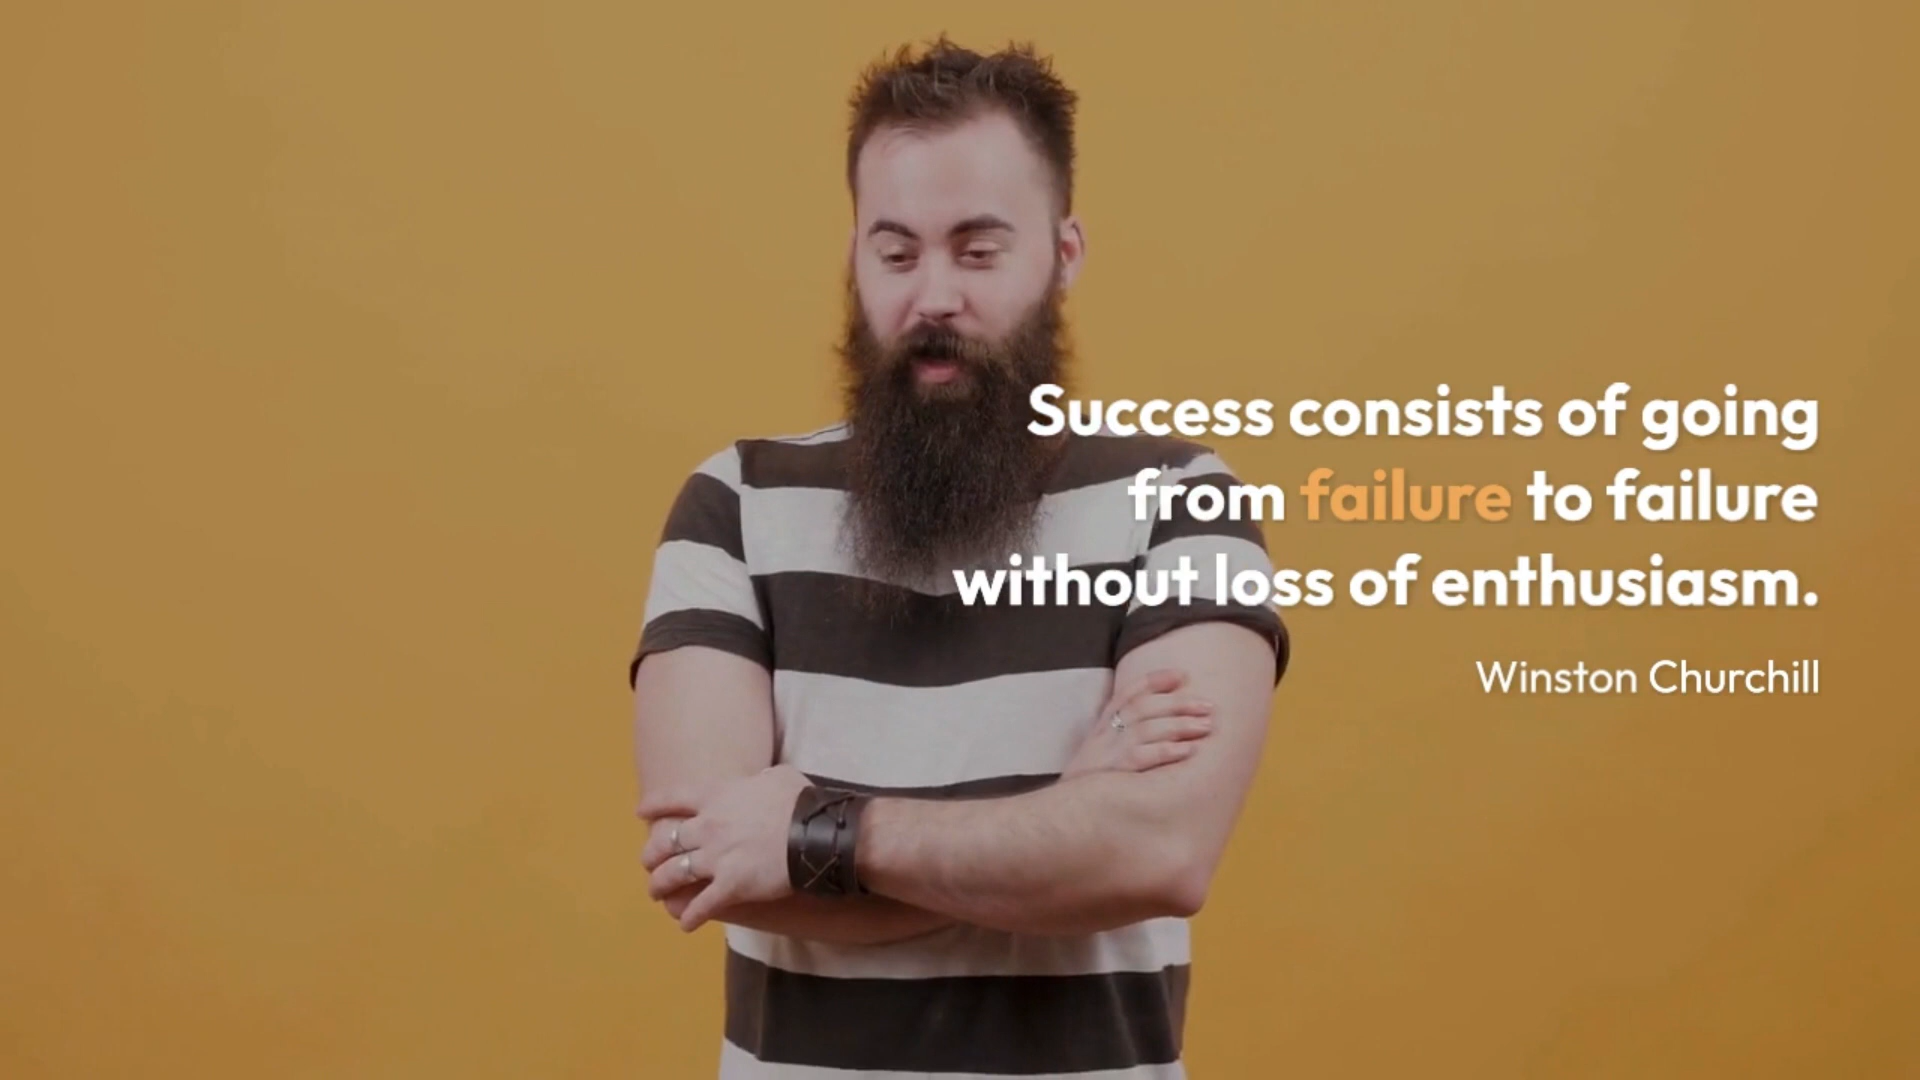 Success consists of going
from failure to failure
without loss of enthusiasm.
Winston Churchill